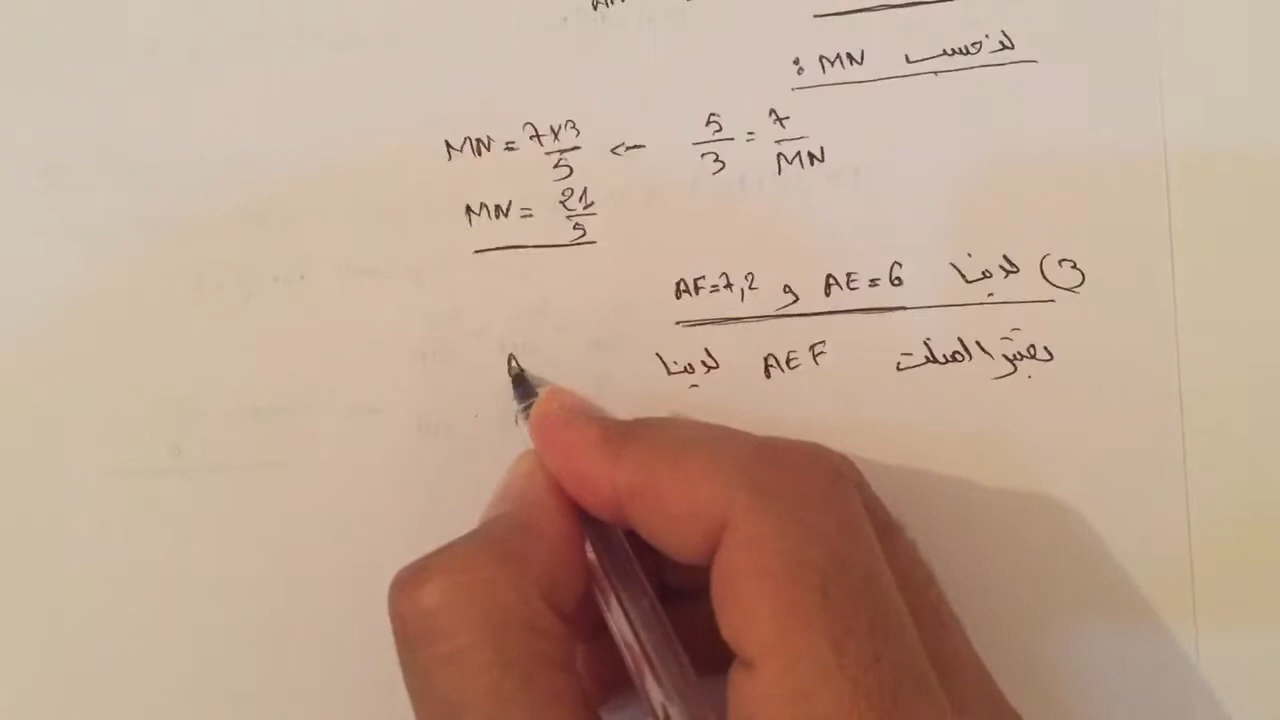 لنحسب MN :
5/3 = 7/MN ← MN = 7×3/5
MN = 21/5
3) لدينا AE=6 و AF=7,2
نعتبر المثلث AEF لدينا A